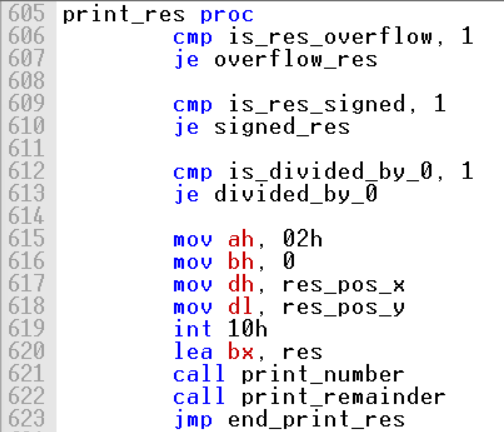 605 print_res proc
606 cmp is_res_overflow, 1
607 je overflow_res
608
609 cmp is_res_signed, 1
610 je signed_res
611
612 cmp is_divided_by_0, 1
613 je divided_by_0
614
615 mov ah, 02h
616 mov bh, 0
617 mov dh, res_pos_x
618 mov dl, res_pos_y
619 int 10h
620 lea bx, res
621 call print_number
622 call print_remainder
623 jmp end_print_res